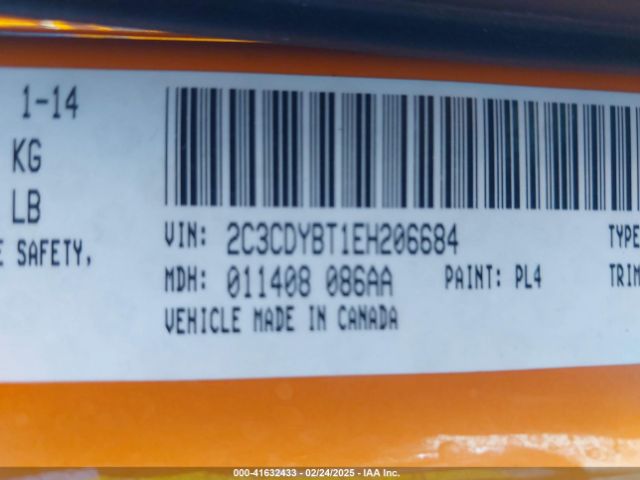 1-14
KG
LB
E SAFETY,
VIN: 2C3CDYBT1EH206684
TYPE
MDH: 011408 086AA
PAINT: PL4
TRIM
VEHICLE MADE IN CANADA
000-41632433 - 02/24/2025 - IAA Inc.